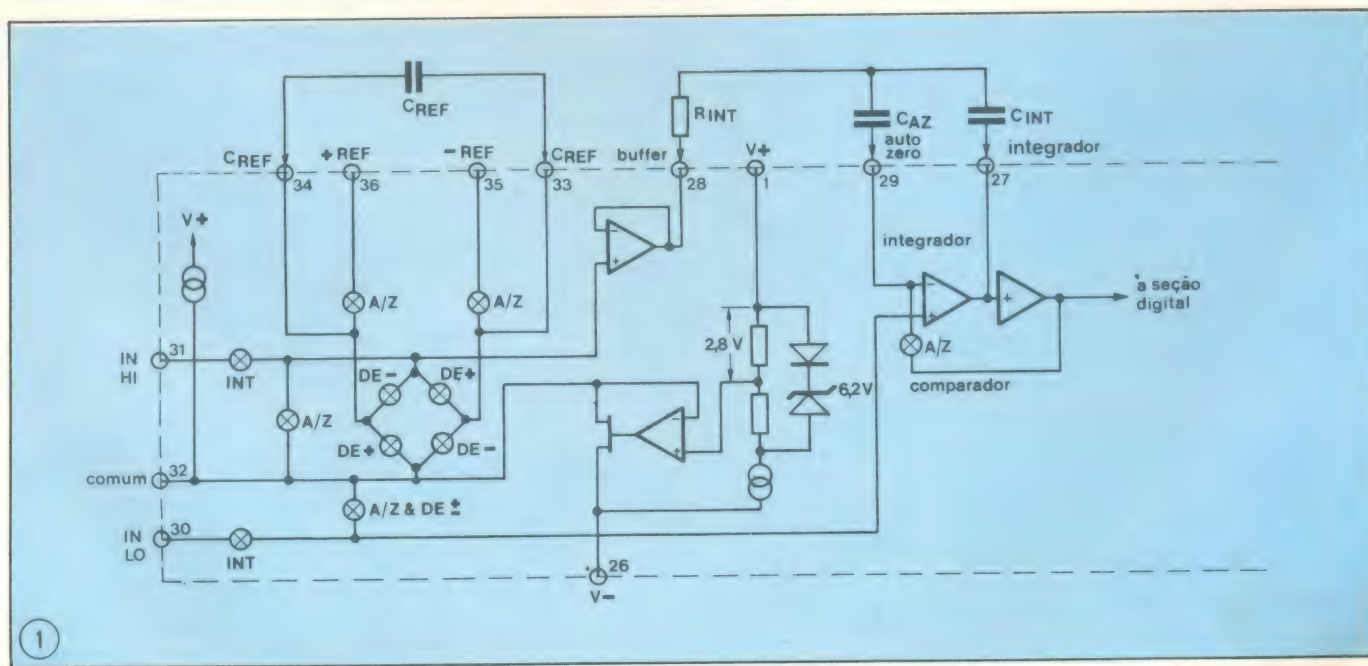 CREF
RINT
CAZ
CINT
CREF
+ REF
− REF
CREF
buffer
V+
auto
zero
integrador
34
36
35
33
28
1
29
27
V+
integrador
A/Z
A/Z
'a seção
digital
2,8 V
IN
HI
31
INT
DE−
DE+
A/Z
6,2V
comparador
A/Z
DE+
DE−
comum
32
A/Z & DE ±
IN
LO
30
INT
26
V−
1